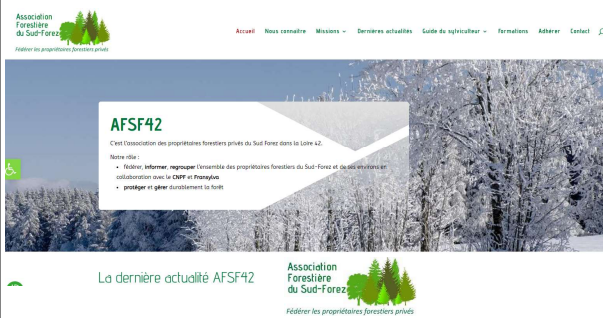 Association
Forestière
du Sud-Forez
Fédérer les propriétaires forestiers privés
Accueil Nous connaitre Missions Dernières actualités Guide du sylviculteur Formations Adhérer Contact
AFSF42
C'est l'association des propriétaires forestiers privés du Sud Forez dans la Loire 42.
Notre rôle :
• fédérer, informer, regrouper l'ensemble des propriétaires forestiers du Sud-Forez et de ses environs en
collaboration avec le CNPF et Fransylva
• protéger et gérer durablement la forêt
La dernière actualité AFSF42
Association
Forestière
du Sud-Forez
Fédérer les propriétaires forestiers privés